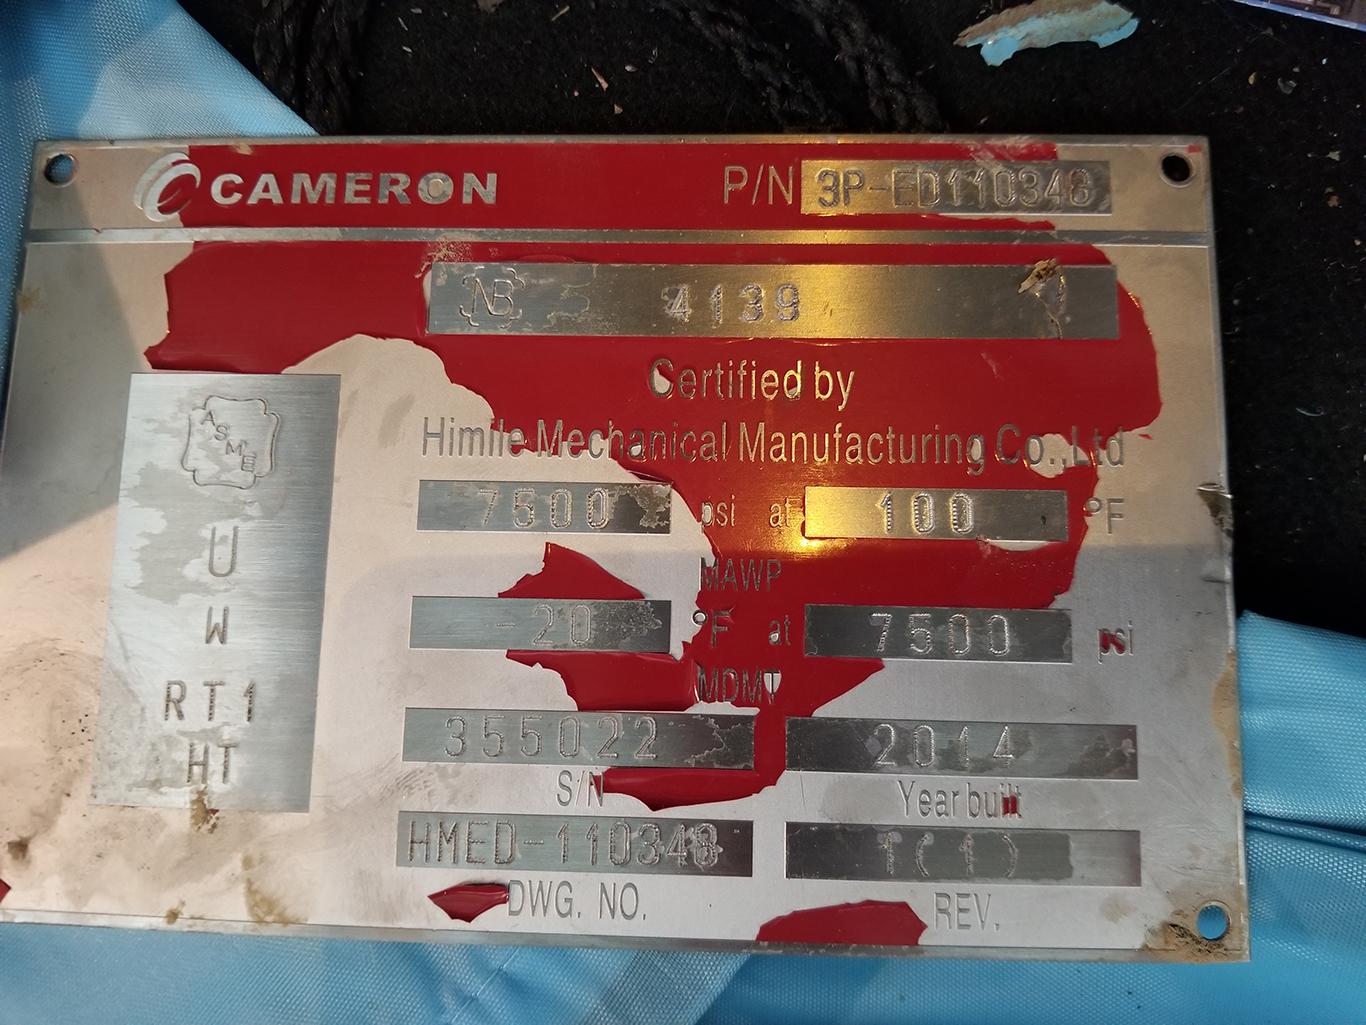 CAMERON P/N 3P-ED110348
NB 4139
Certified by
Himile Mechanical Manufacturing Co.,Ltd
ASME
U
W
RT1
HT
7500 psi at 100 °F
MAWP
-20 °F at 7500 psi
MDMT
355022 2014
S/N Year built
HMED-110348 1(1)
DWG. NO. REV.